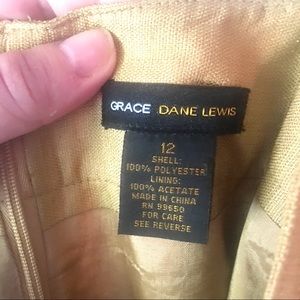 GRACE DANE LEWIS
12
SHELL:
100% POLYESTER
LINING:
100% ACETATE
MADE IN CHINA
RN 99650
FOR CARE
SEE REVERSE